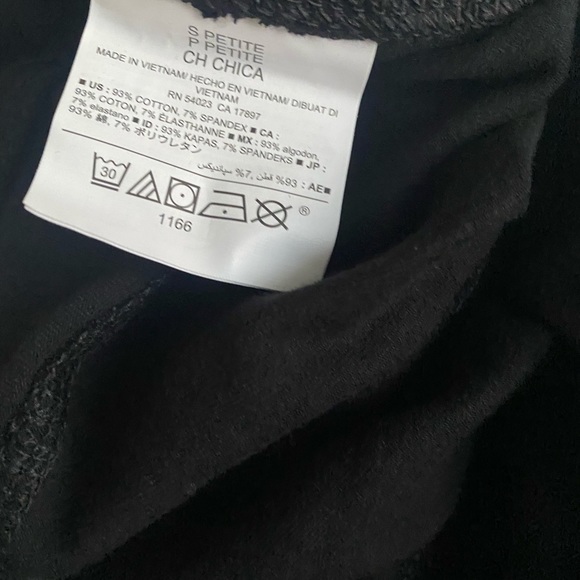 S PETITE
P PETITE
CH CHICA
MADE IN VIETNAM/ HECHO EN VIETNAM/ DIBUAT DI
VIETNAM
RN 54023 CA 17897
■ US : 93% COTTON, 7% SPANDEX ■ CA :
93% COTON, 7% ÉLASTHANNE ■ MX : 93% algodon,
7% elastano ■ ID : 93% KAPAS, 7% SPANDEKS ■ JP :
93% 綿, 7% ポリウレタン
■AE : 93% قطن, 7% سپانديكس
30
®
1166